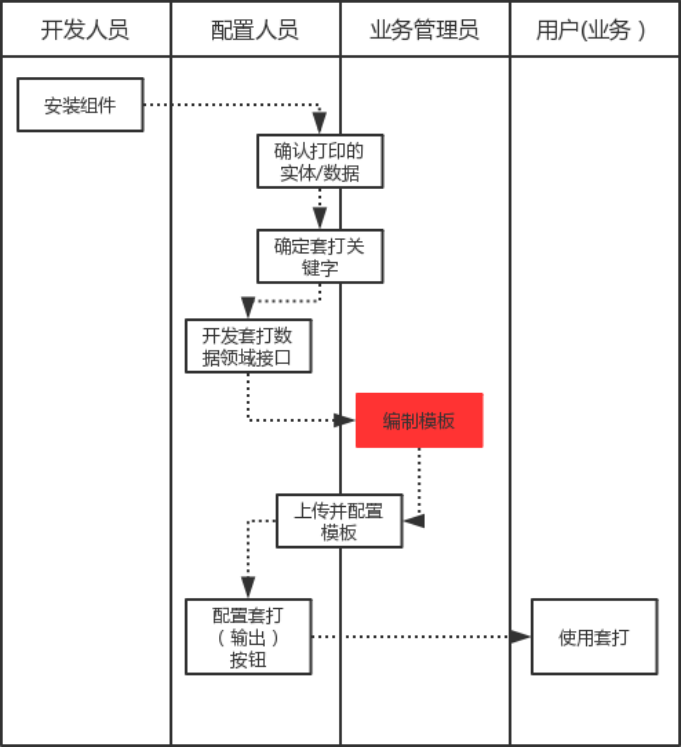 开发人员
配置人员
业务管理员
用户(业务）
安装组件
确认打印的
实体/数据
确定套打关
键字
开发套打数
据领域接口
编制模板
上传并配置
模板
配置套打
（输出）
按钮
使用套打